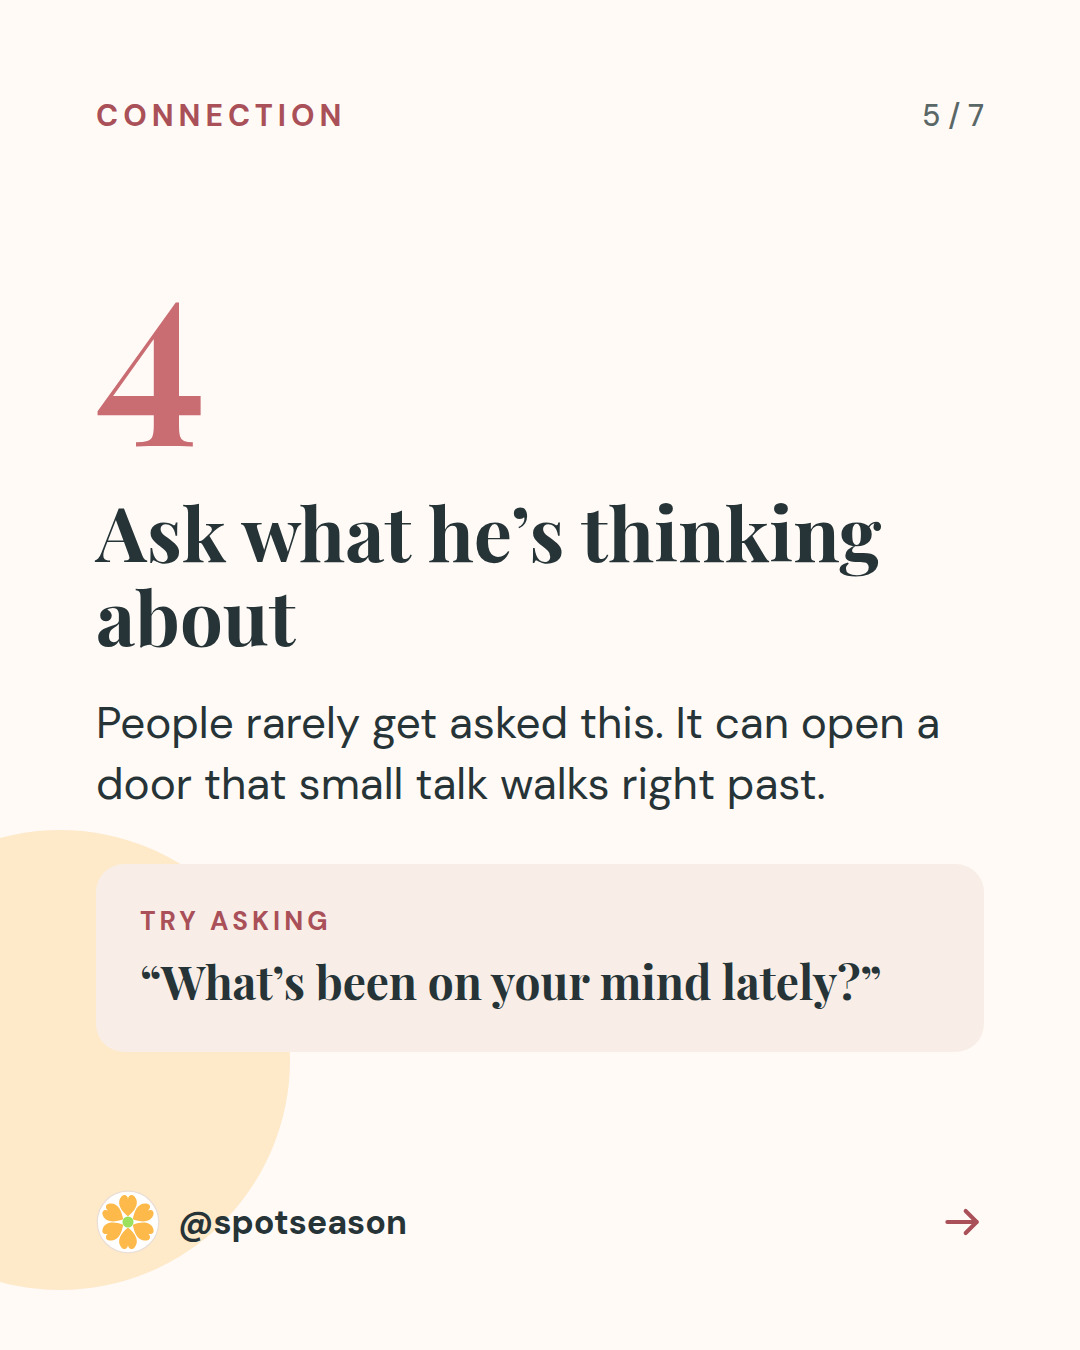 CONNECTION
5 / 7
4
Ask what he’s thinking
about
People rarely get asked this. It can open a
door that small talk walks right past.
TRY ASKING
“What’s been on your mind lately?”
@spotseason